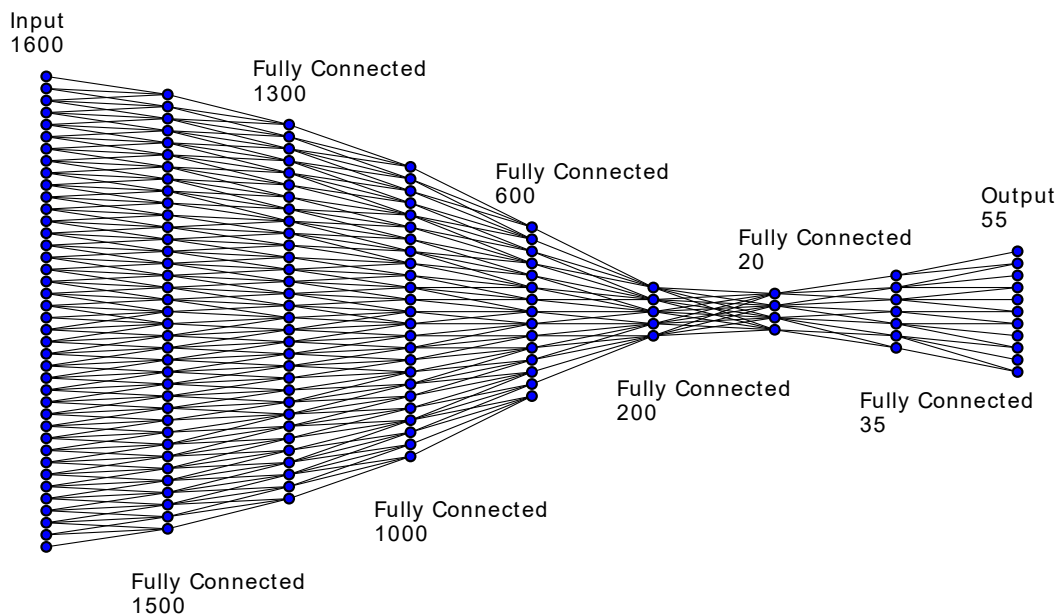 Input
1600
Fully Connected
1500
Fully Connected
1300
Fully Connected
1000
Fully Connected
600
Fully Connected
200
Fully Connected
20
Fully Connected
35
Output
55